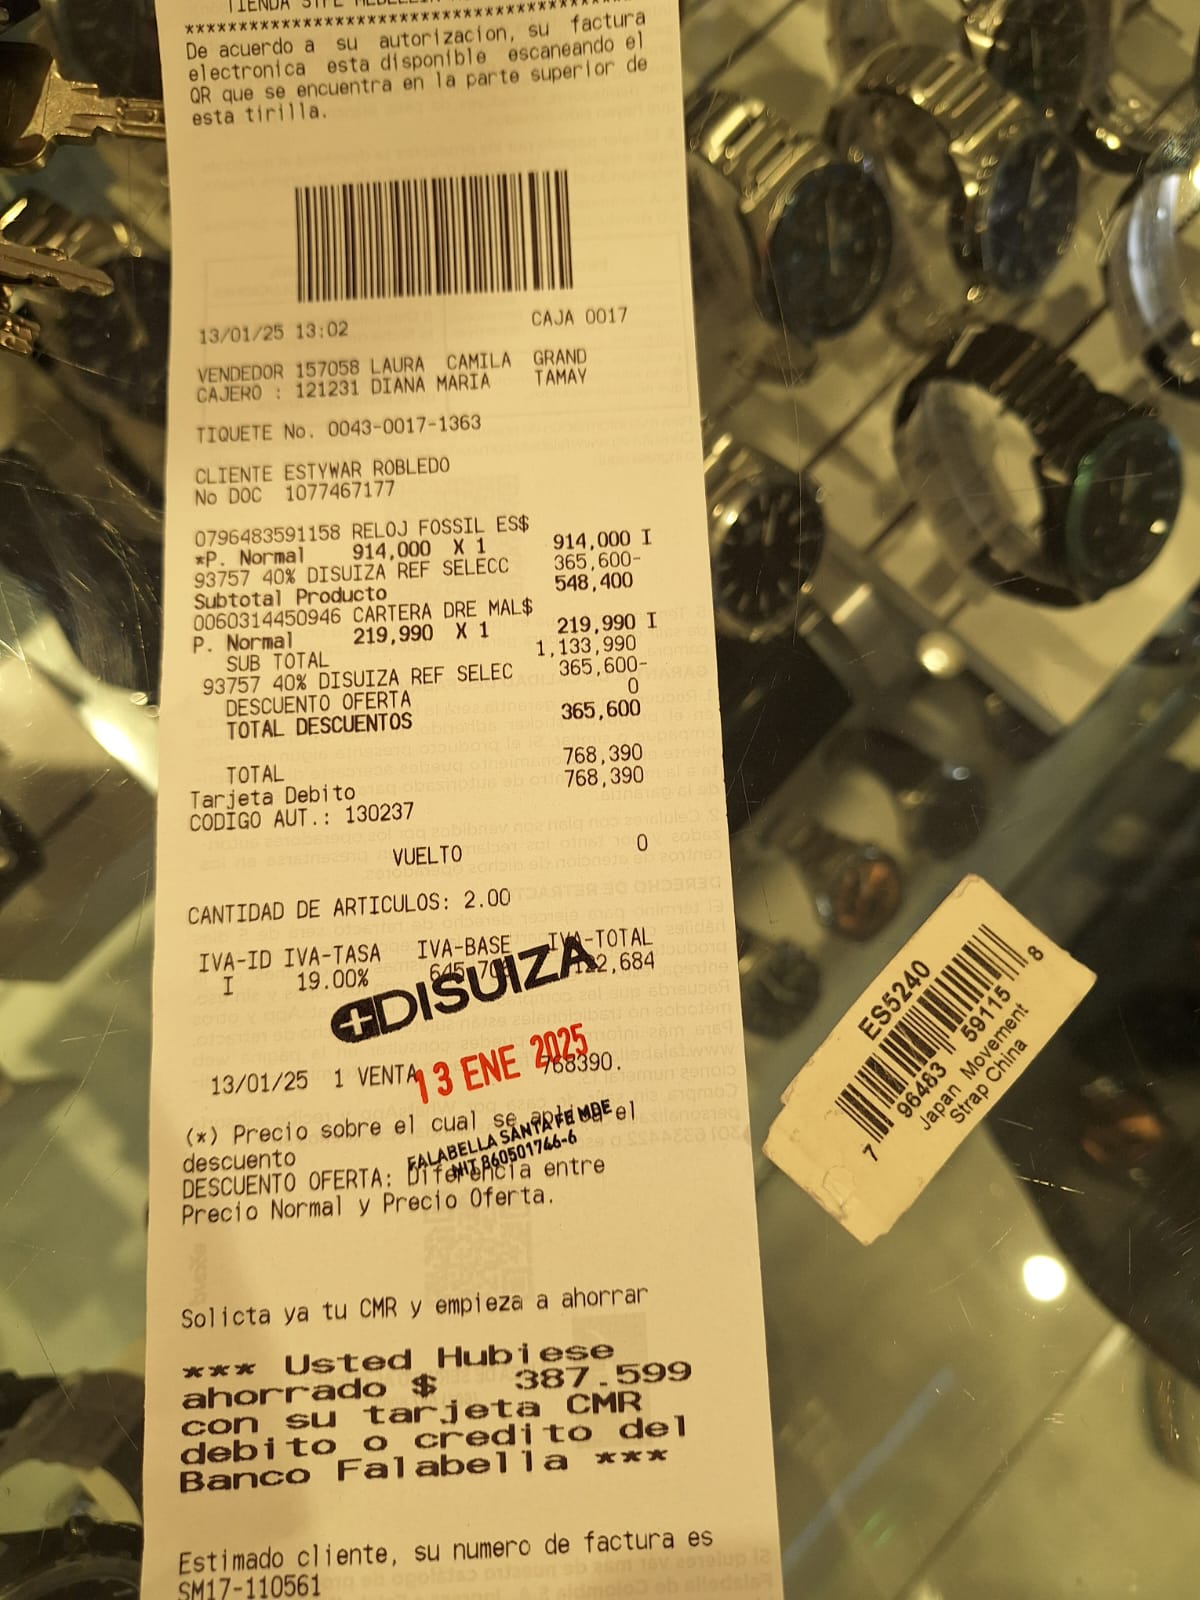 TIENDA
****************************************
De acuerdo a su autorizacion, su factura
electronica esta disponible escaneando el
QR que se encuentra en la parte superior de
esta tirilla.
13/01/25 13:02 CAJA 0017
VENDEDOR 157058 LAURA CAMILA GRAND
CAJERO : 121231 DIANA MARIA TAMAY
TIQUETE No. 0043-0017-1363
CLIENTE ESTYWAR ROBLEDO
No DOC 1077467177
0796483591158 RELOJ FOSSIL ES$
*P. Normal 914,000 X 1 914,000 I
93757 40% DISUIZA REF SELECC 365,600-
Subtotal Producto 548,400
0060314450946 CARTERA DRE MAL$
P. Normal 219,990 X 1 219,990 I
SUB TOTAL 1,133,990
93757 40% DISUIZA REF SELEC 365,600-
DESCUENTO OFERTA 0
TOTAL DESCUENTOS 365,600
TOTAL 768,390
Tarjeta Debito 768,390
CODIGO AUT.: 130237
VUELTO 0
CANTIDAD DE ARTICULOS: 2.00
IVA-ID IVA-TASA IVA-BASE IVA-TOTAL
I 19.00% 122,684
DISUIZA
13 ENE 2025
13/01/25 1 VENTA 768390.
(*) Precio sobre el cual se aplica el
descuento
FALABELLA SANTA FE MDE
NIT 860501746-6
DESCUENTO OFERTA: Diferencia entre
Precio Normal y Precio Oferta.
Solicta ya tu CMR y empieza a ahorrar
*** Usted Hubiese
ahorrado $ 387.599
con su tarjeta CMR
debito o credito del
Banco Falabella ***
Estimado cliente, su numero de factura es
SM17-110561
ES5240
7 96483 59115 8
Japan Movement
Strap China